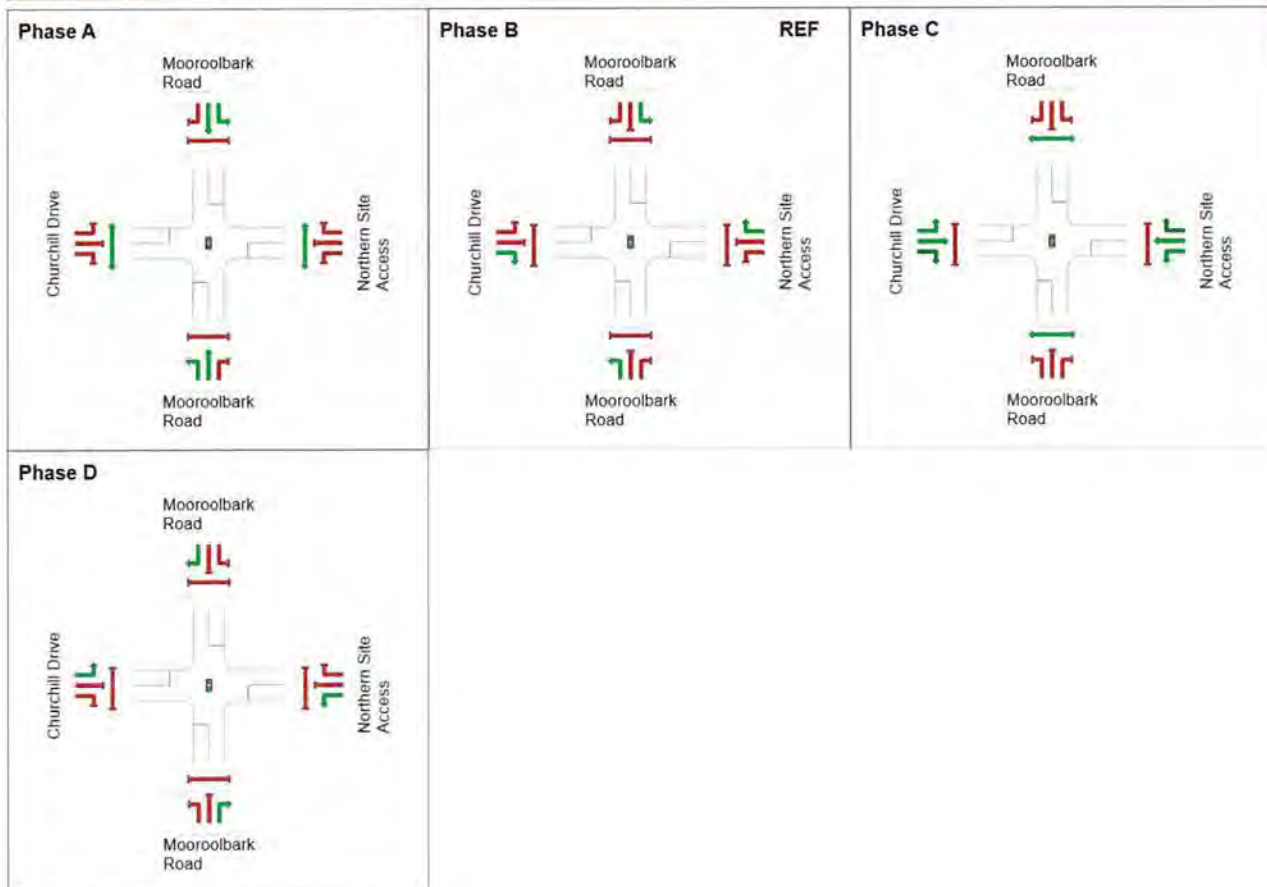 Phase A
Mooroolbark
Road
Churchill Drive
Northern Site
Access
Mooroolbark
Road
Phase B
REF
Mooroolbark
Road
Churchill Drive
Northern Site
Access
Mooroolbark
Road
Phase C
Mooroolbark
Road
Churchill Drive
Northern Site
Access
Mooroolbark
Road
Phase D
Mooroolbark
Road
Churchill Drive
Northern Site
Access
Mooroolbark
Road